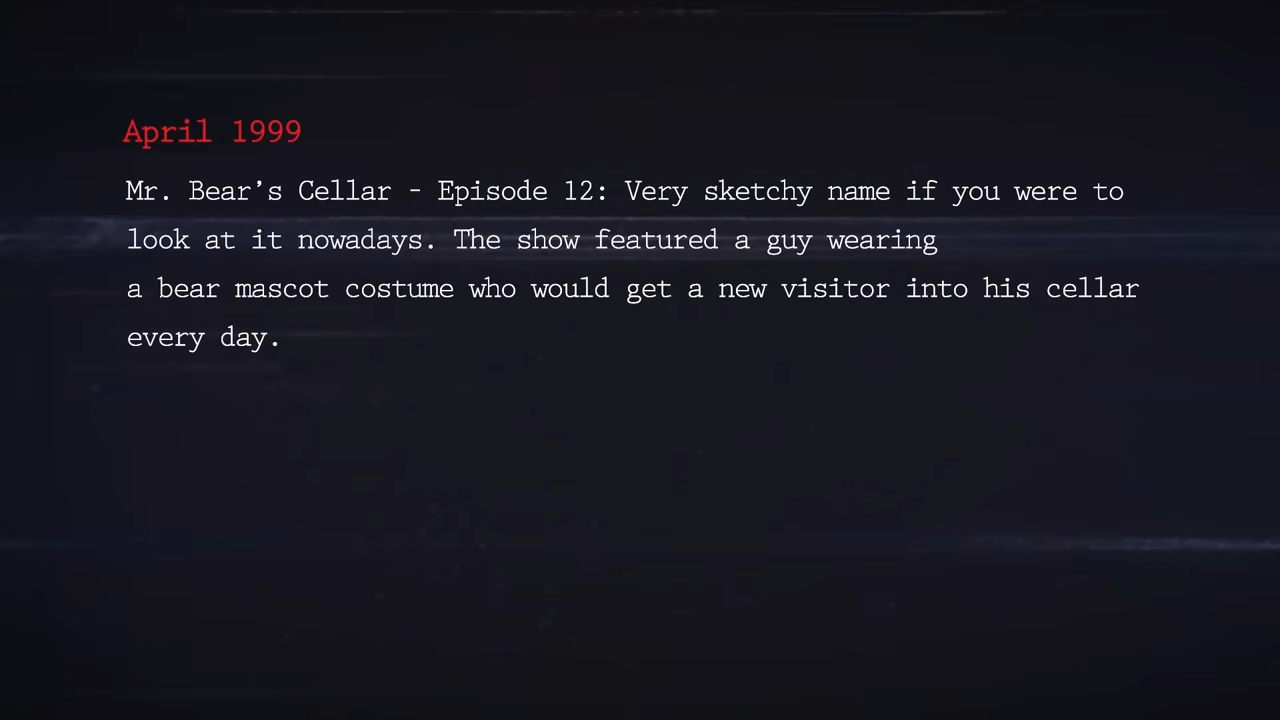 April 1999
Mr. Bear’s Cellar - Episode 12: Very sketchy name if you were to
look at it nowadays. The show featured a guy wearing
a bear mascot costume who would get a new visitor into his cellar
every day.